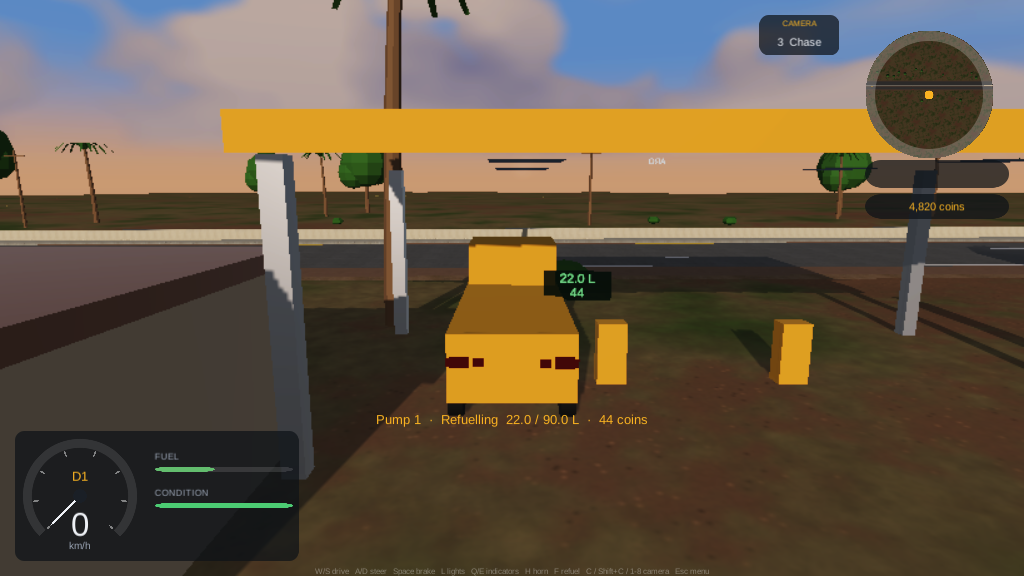 CAMERA
3 Chase
ARO
4,820 coins
22.0 L
44
Pump 1 · Refuelling 22.0 / 90.0 L · 44 coins
D1
0
km/h
FUEL
CONDITION
W/S drive A/D steer Space brake L lights Q/E indicators H horn F refuel C / Shift+C / 1-8 camera Esc menu